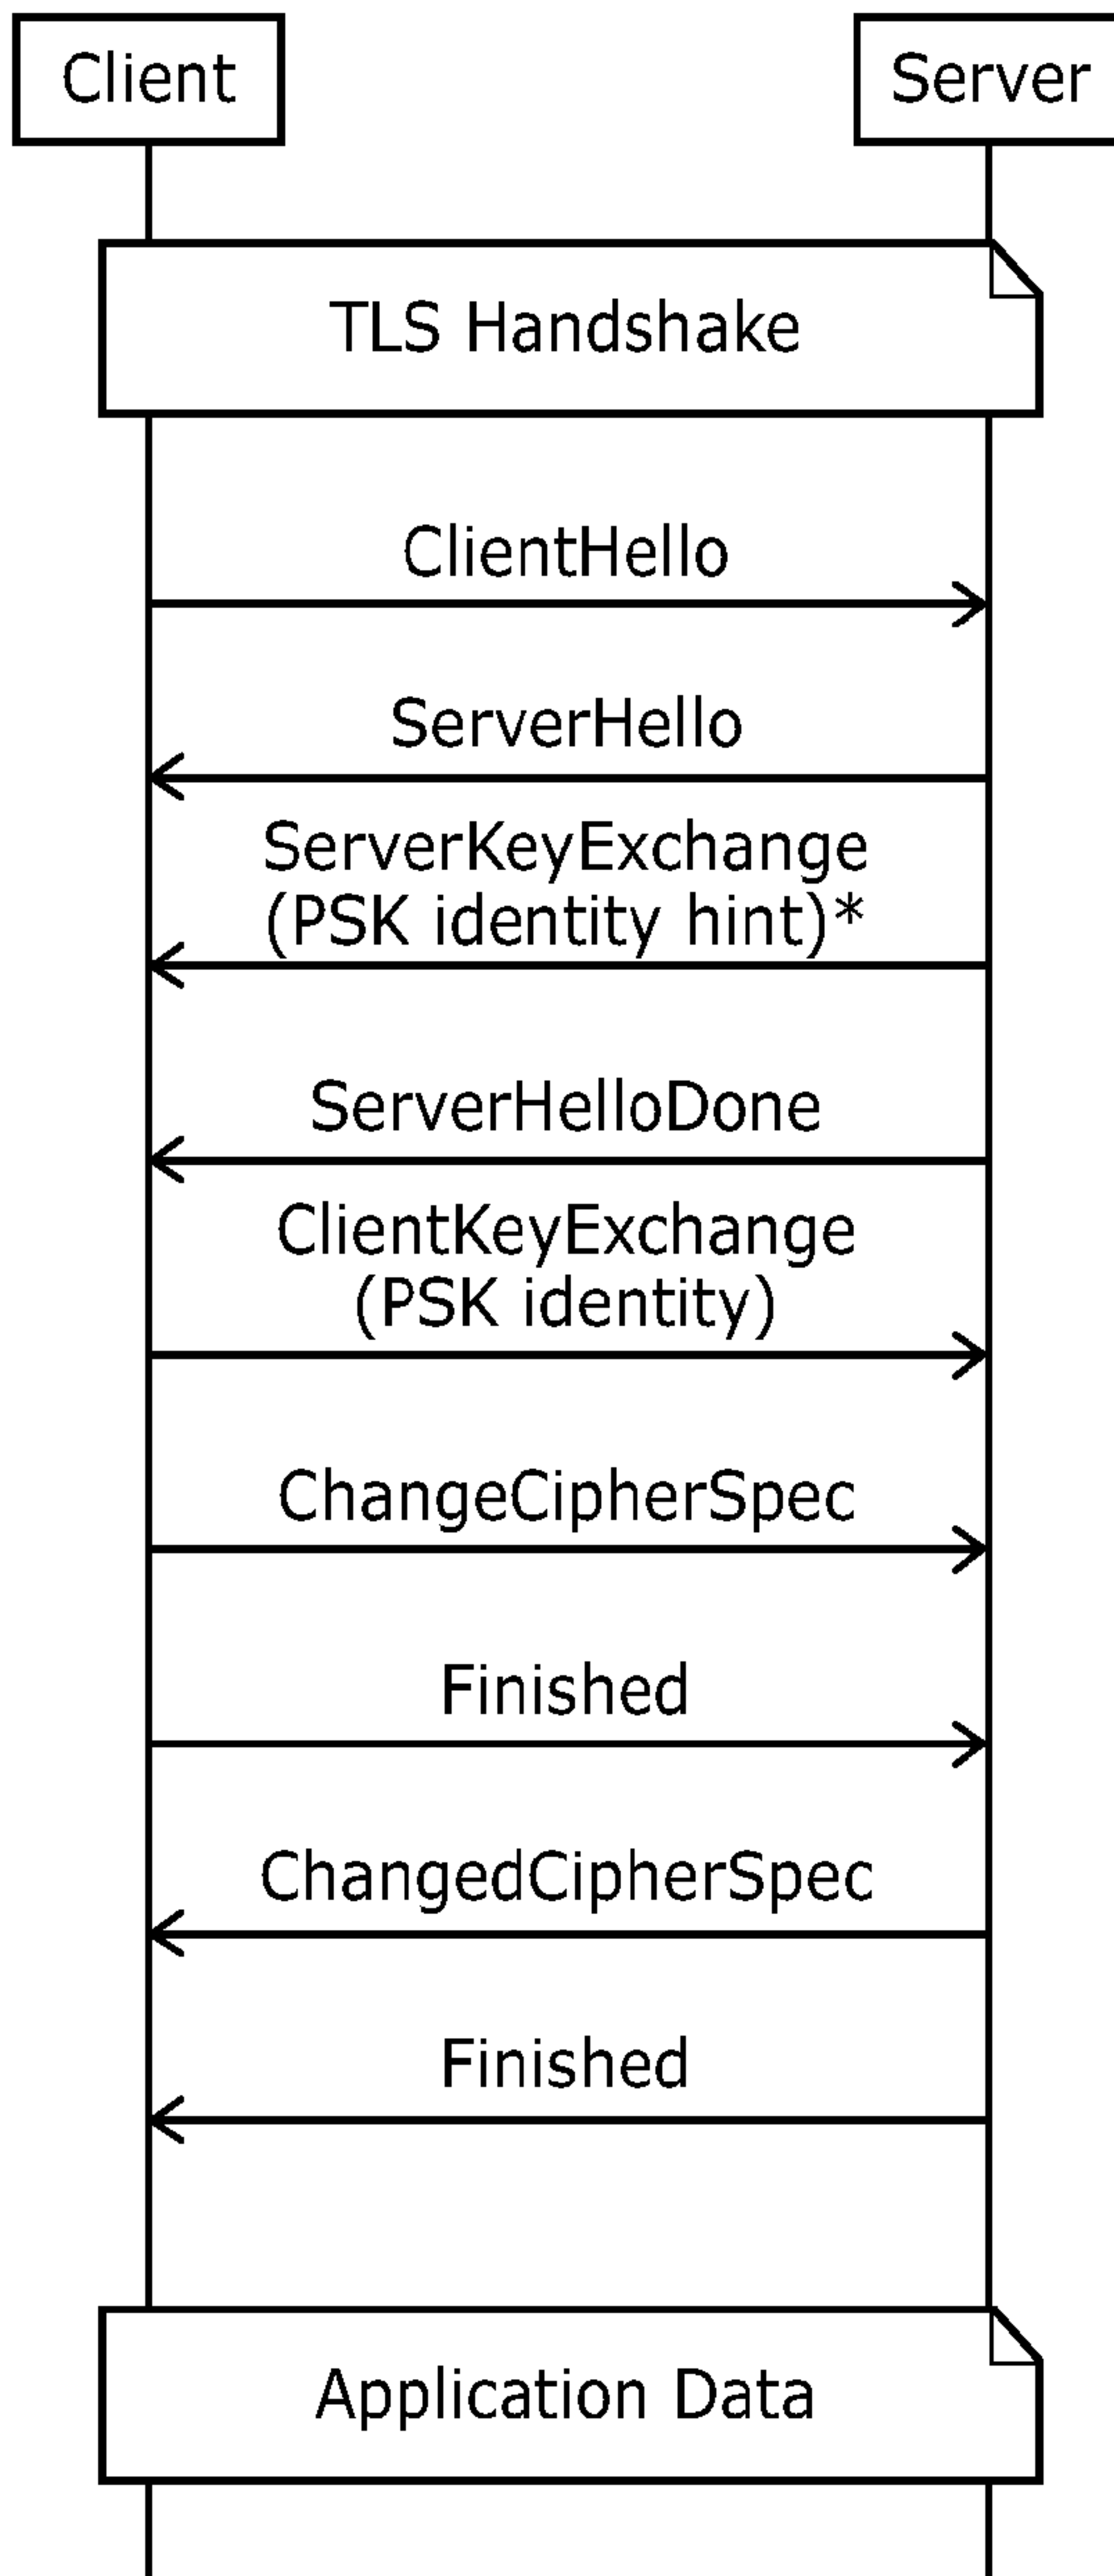 Client
Server
TLS Handshake
ClientHello
ServerHello
ServerKeyExchange
(PSK identity hint)*
ServerHelloDone
ClientKeyExchange
(PSK identity)
ChangeCipherSpec
Finished
ChangedCipherSpec
Finished
Application Data